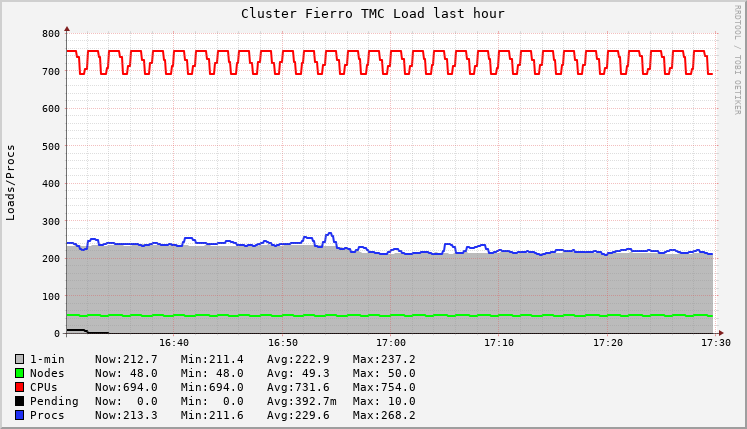 Cluster Fierro TMC Load last hour
RRDTOOL / TOBI OETIKER
Loads/Procs
800
700
600
500
400
300
200
100
0
16:40 16:50 17:00 17:10 17:20 17:30
1-min Now:212.7 Min:211.4 Avg:222.9 Max:237.2
Nodes Now: 48.0 Min: 48.0 Avg: 49.3 Max: 50.0
CPUs Now:694.0 Min:694.0 Avg:731.6 Max:754.0
Pending Now: 0.0 Min: 0.0 Avg:392.7m Max: 10.0
Procs Now:213.3 Min:211.6 Avg:229.6 Max:268.2